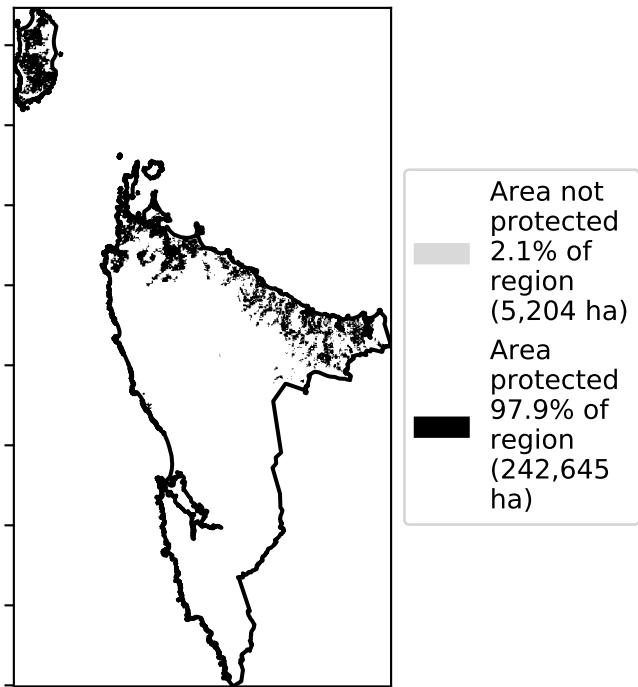 Area not
protected
2.1% of
region
(5,204 ha)
Area
protected
97.9% of
region
(242,645
ha)